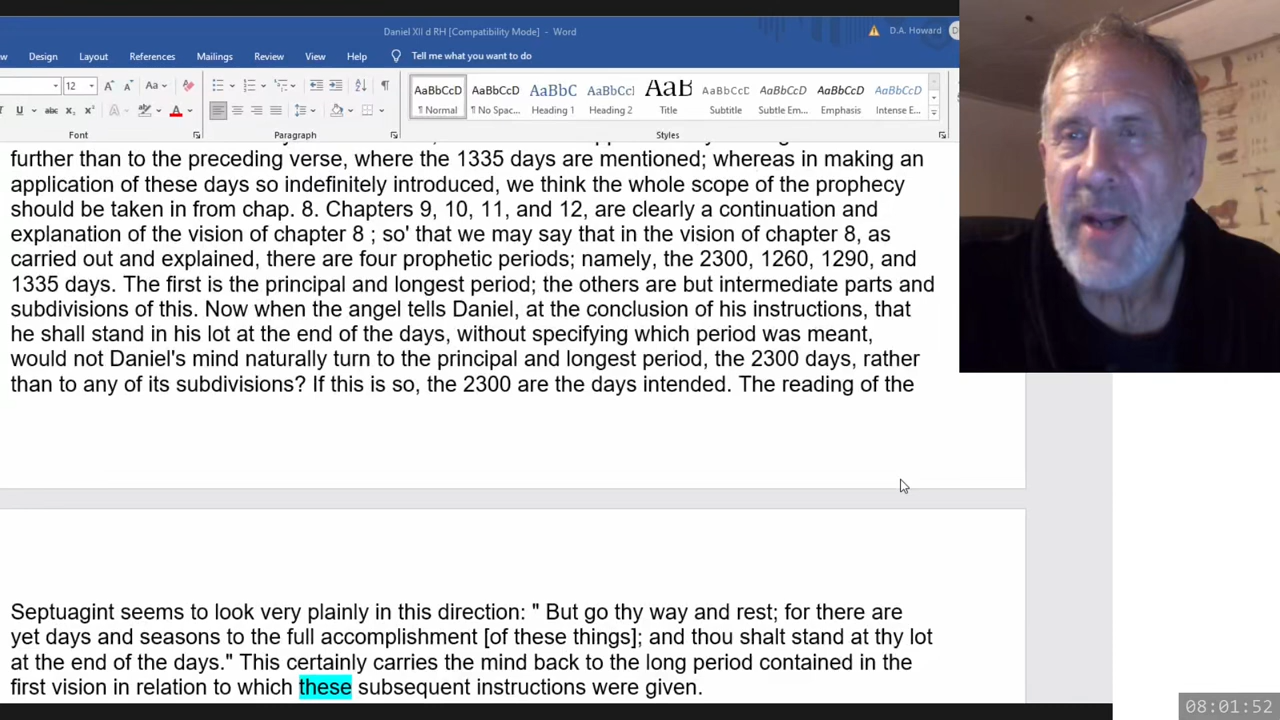 Daniel XII d RH [Compatibility Mode] - Word
D.A. Howard
Design Layout References Mailings Review View Help Tell me what you want to do
12 Aa
AaBbCcD AaBbCcD AaBbC AaBbCcl AaB AaBbCcD AaBbCcD AaBbCcD AaBbCcD
U abc x₂ A
¶ Normal ¶ No Spac... Heading 1 Heading 2 Title Subtitle Subtle Em... Emphasis Intense E...
Font Paragraph Styles
further than to the preceding verse, where the 1335 days are mentioned; whereas in making an
application of these days so indefinitely introduced, we think the whole scope of the prophecy
should be taken in from chap. 8. Chapters 9, 10, 11, and 12, are clearly a continuation and
explanation of the vision of chapter 8 ; so' that we may say that in the vision of chapter 8, as
carried out and explained, there are four prophetic periods; namely, the 2300, 1260, 1290, and
1335 days. The first is the principal and longest period; the others are but intermediate parts and
subdivisions of this. Now when the angel tells Daniel, at the conclusion of his instructions, that
he shall stand in his lot at the end of the days, without specifying which period was meant,
would not Daniel's mind naturally turn to the principal and longest period, the 2300 days, rather
than to any of its subdivisions? If this is so, the 2300 are the days intended. The reading of the
Septuagint seems to look very plainly in this direction: " But go thy way and rest; for there are
yet days and seasons to the full accomplishment [of these things]; and thou shalt stand at thy lot
at the end of the days." This certainly carries the mind back to the long period contained in the
first vision in relation to which these subsequent instructions were given.
08:01:52